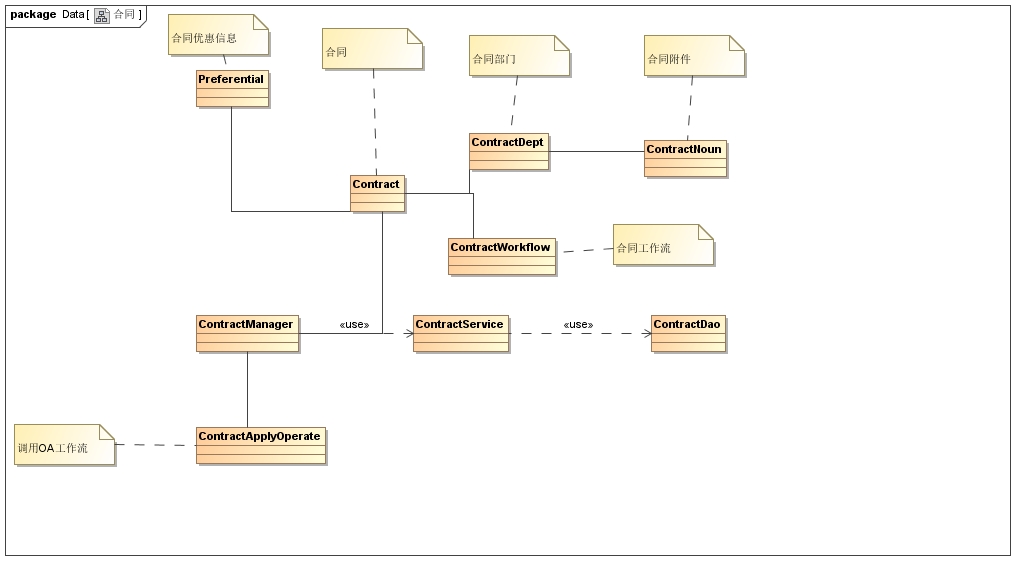 package Data[ 合同 ]
合同优惠信息
合同
合同部门
合同附件
Preferential
ContractDept
ContractNoun
Contract
ContractWorkflow
合同工作流
ContractManager
«use»
ContractService
«use»
ContractDao
调用OA工作流
ContractApplyOperate